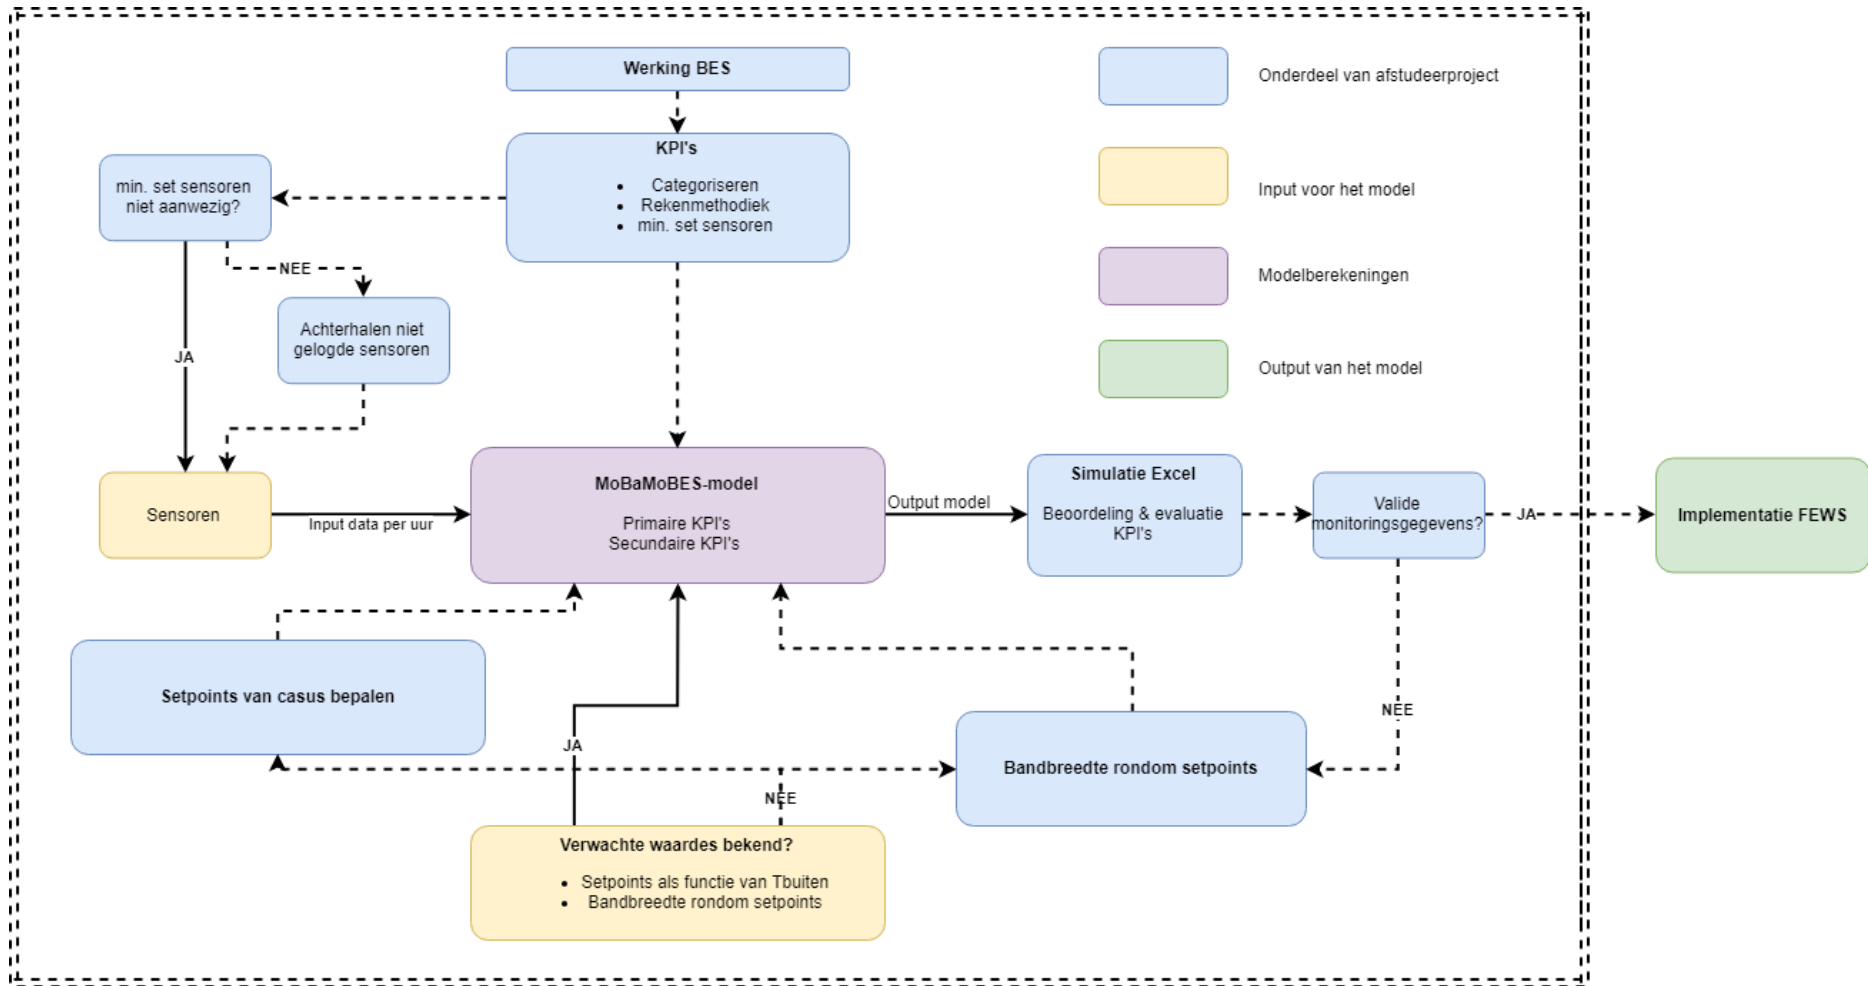 Werking BES
KPI's
• Categoriseren
• Rekenmethodiek
• min. set sensoren
min. set sensoren
niet aanwezig?
NEE
Achterhalen niet
gelogde sensoren
JA
Sensoren
Input data per uur
MoBaMoBES-model
Primaire KPI's
Secundaire KPI's
Output model
Simulatie Excel
Beoordeling & evaluatie
KPI's
Valide
monitoringsgegevens?
JA
Implementatie FEWS
NEE
Setpoints van casus bepalen
Bandbreedte rondom setpoints
JA
NEE
Verwachte waardes bekend?
• Setpoints als functie van Tbuiten
• Bandbreedte rondom setpoints
Onderdeel van afstudeerproject
Input voor het model
Modelberekeningen
Output van het model